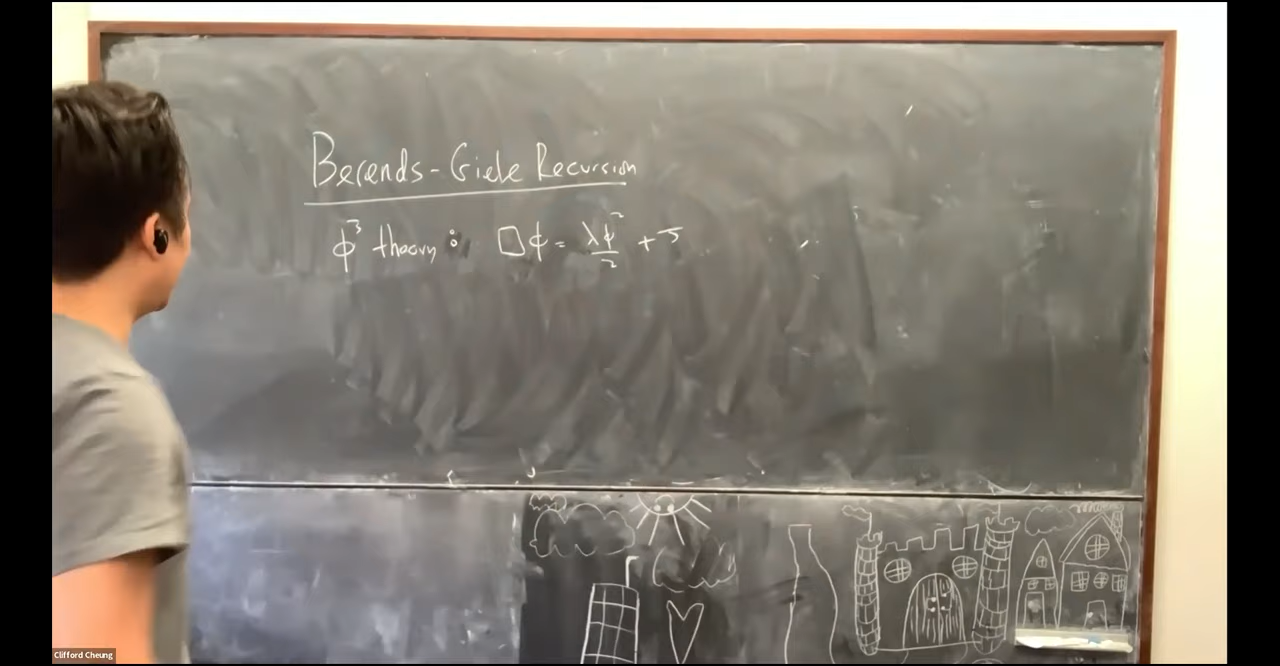 Berends-Giele Recursion
ϕ³ theory: □ϕ = λϕ²/2 + J
Clifford Cheung